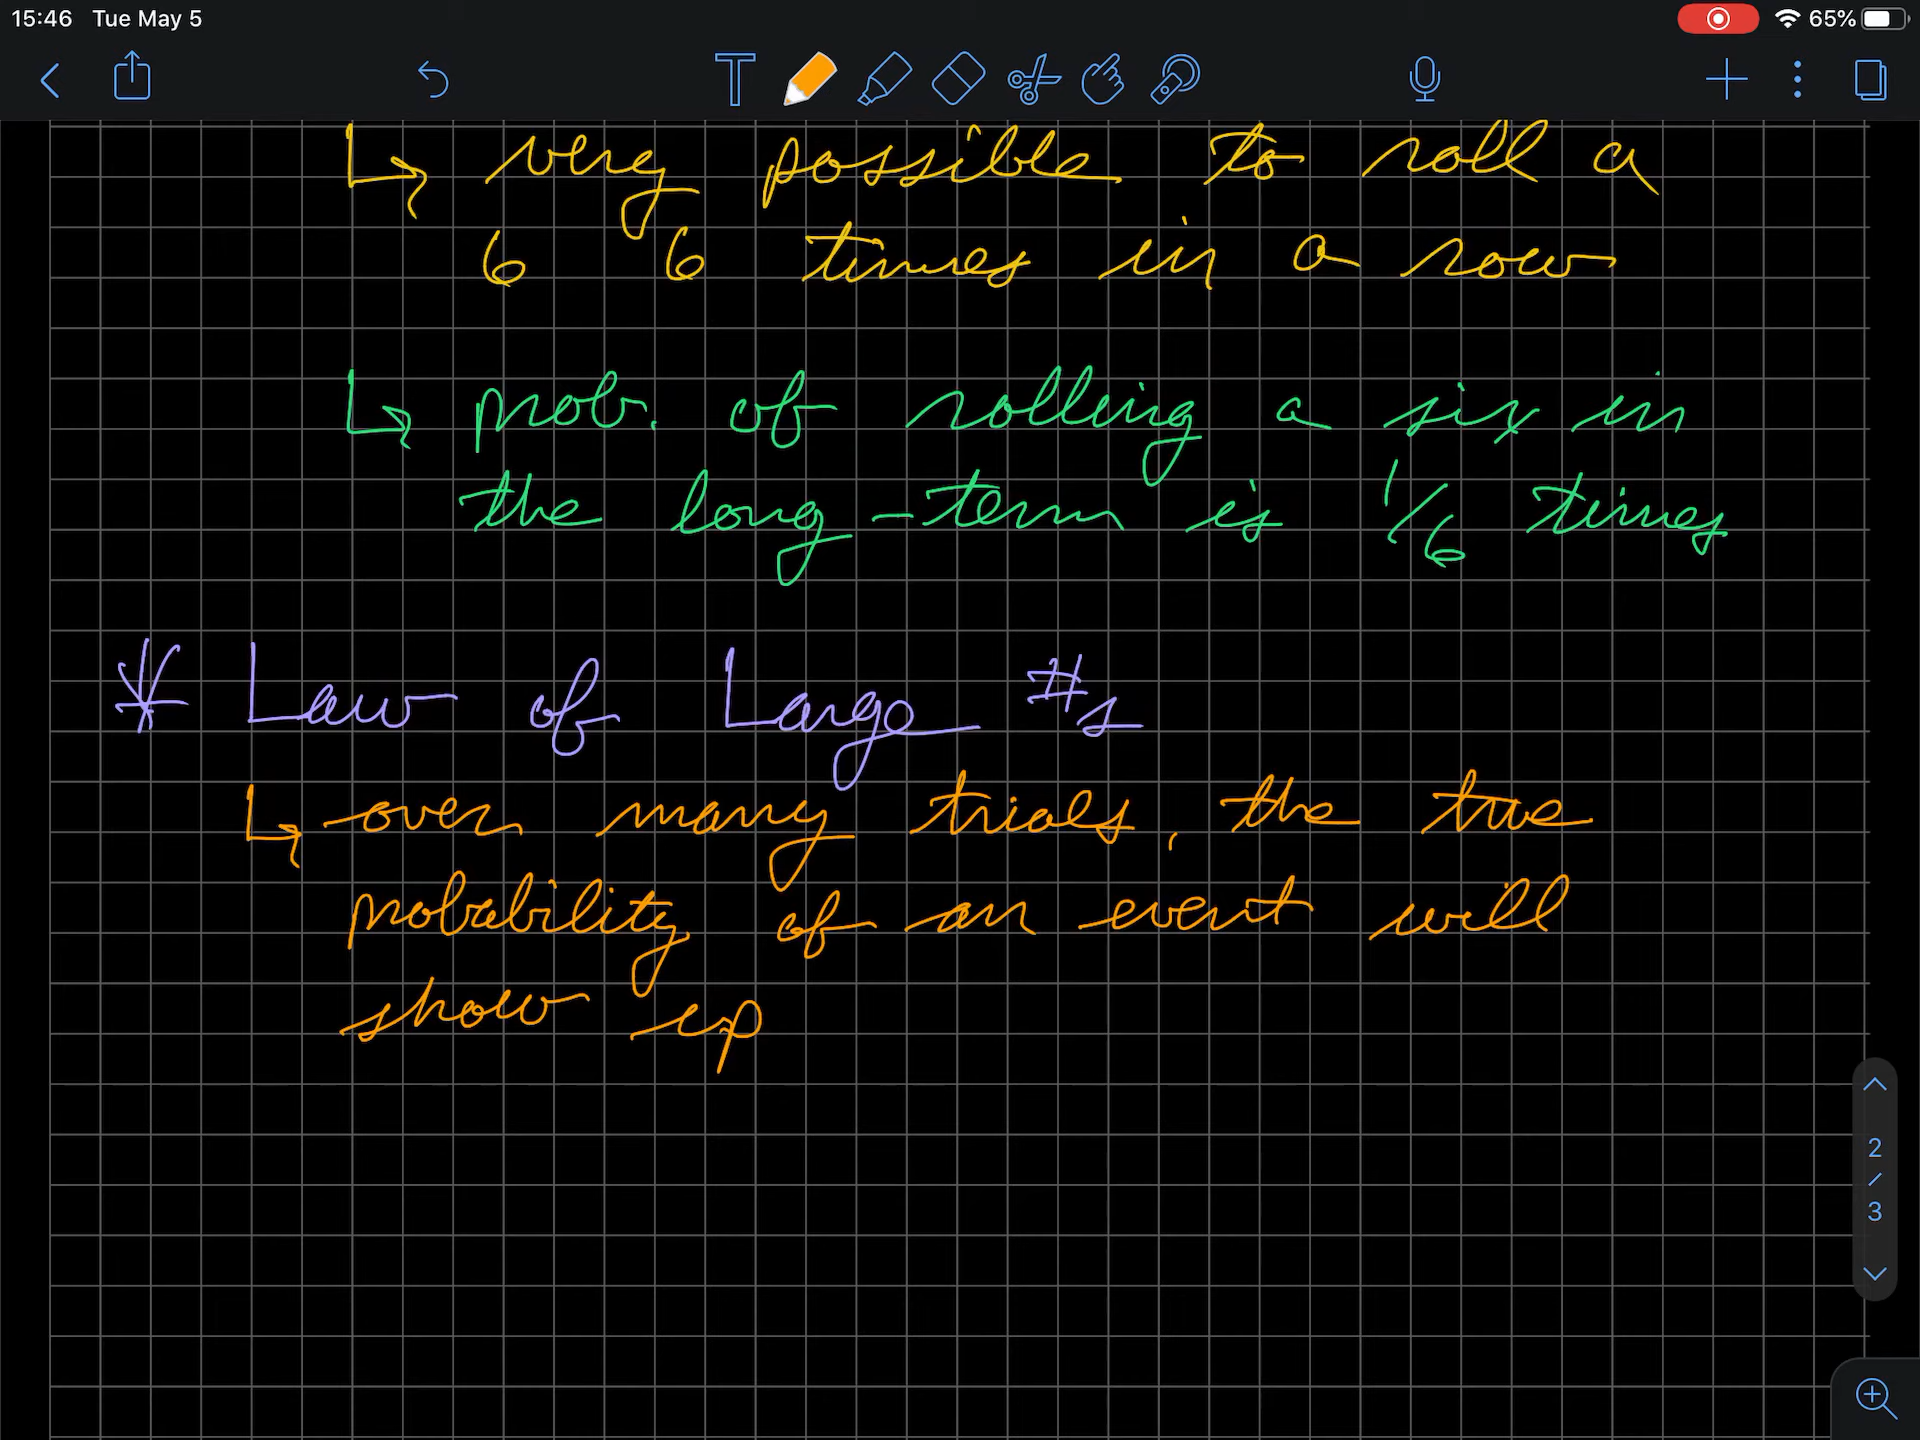 15:46 Tue May 5 65%
↳ very possible to roll a
6 6 times in a row
↳ prob. of rolling a six in
the long-term is 1/6 times
* Law of Large #s
↳ over many trials, the true
probability of an event will
show up
2
/
3